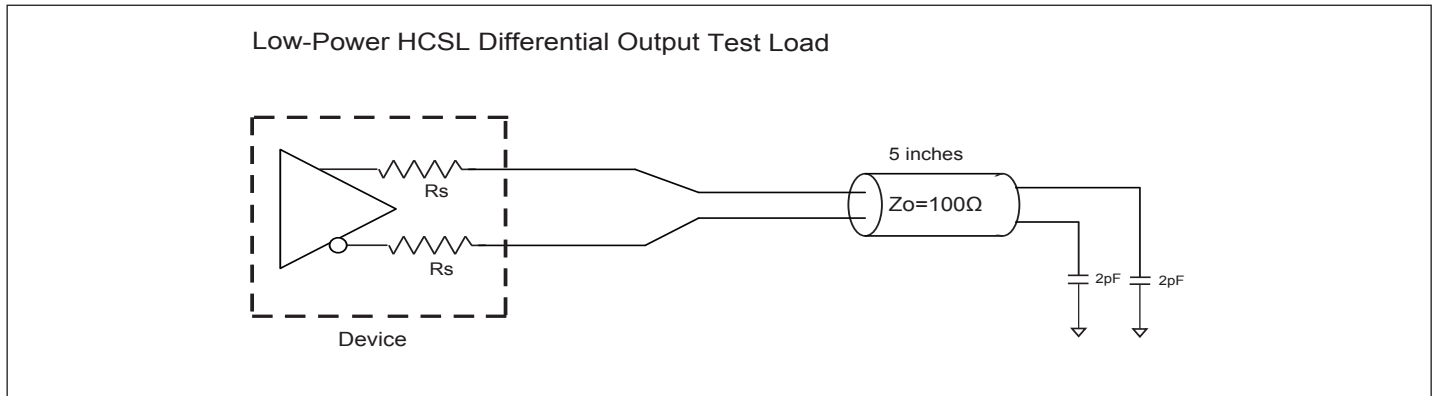 Low-Power HCSL Differential Output Test Load
5 inches
Rs
Zo=100Ω
Rs
2pF 2pF
Device